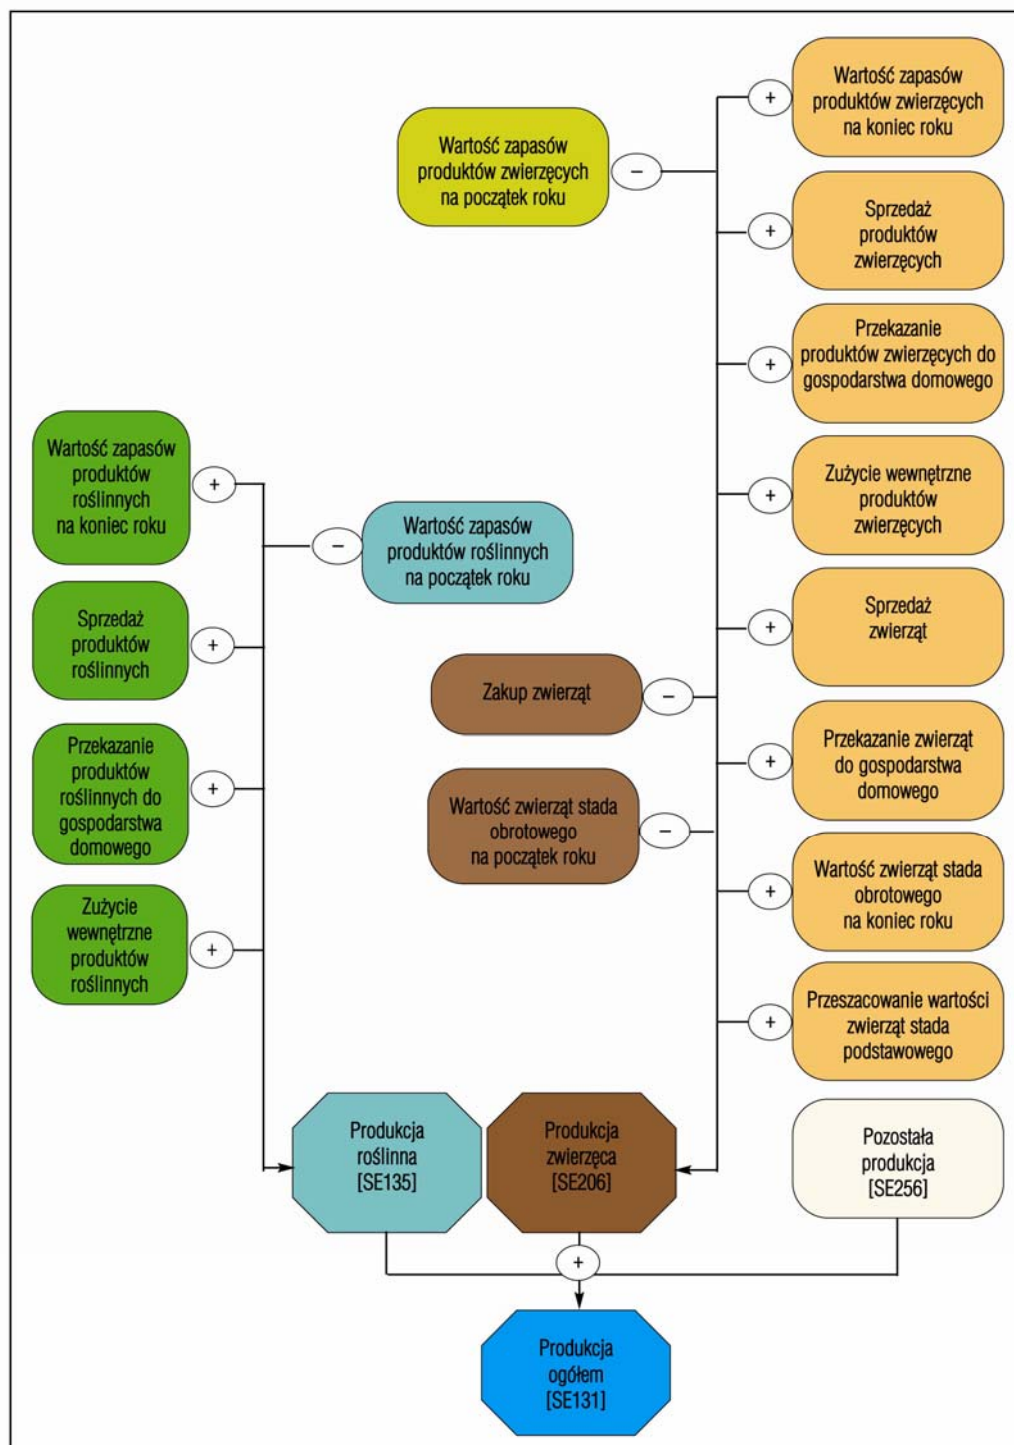 Wartość zapasów
produktów zwierzęcych
na koniec roku
+
Wartość zapasów
produktów zwierzęcych
na początek roku
−
Sprzedaż
produktów
zwierzęcych
+
Przekazanie
produktów zwierzęcych do
gospodarstwa domowego
+
Wartość zapasów
produktów
roślinnych
na koniec roku
+
Zużycie wewnętrzne
produktów
zwierzęcych
+
Wartość zapasów
produktów roślinnych
na początek roku
−
Sprzedaż
produktów
roślinnych
+
Sprzedaż
zwierząt
+
Zakup zwierząt
−
Przekazanie
produktów
roślinnych do
gospodarstwa
domowego
+
Przekazanie zwierząt
do gospodarstwa
domowego
+
Wartość zwierząt stada
obrotowego
na początek roku
−
Wartość zwierząt stada
obrotowego
na koniec roku
+
Zużycie
wewnętrzne
produktów
roślinnych
+
Przeszacowanie wartości
zwierząt stada
podstawowego
+
Produkcja
roślinna
[SE135]
Produkcja
zwierzęca
[SE206]
Pozostała
produkcja
[SE256]
+
Produkcja
ogółem
[SE131]